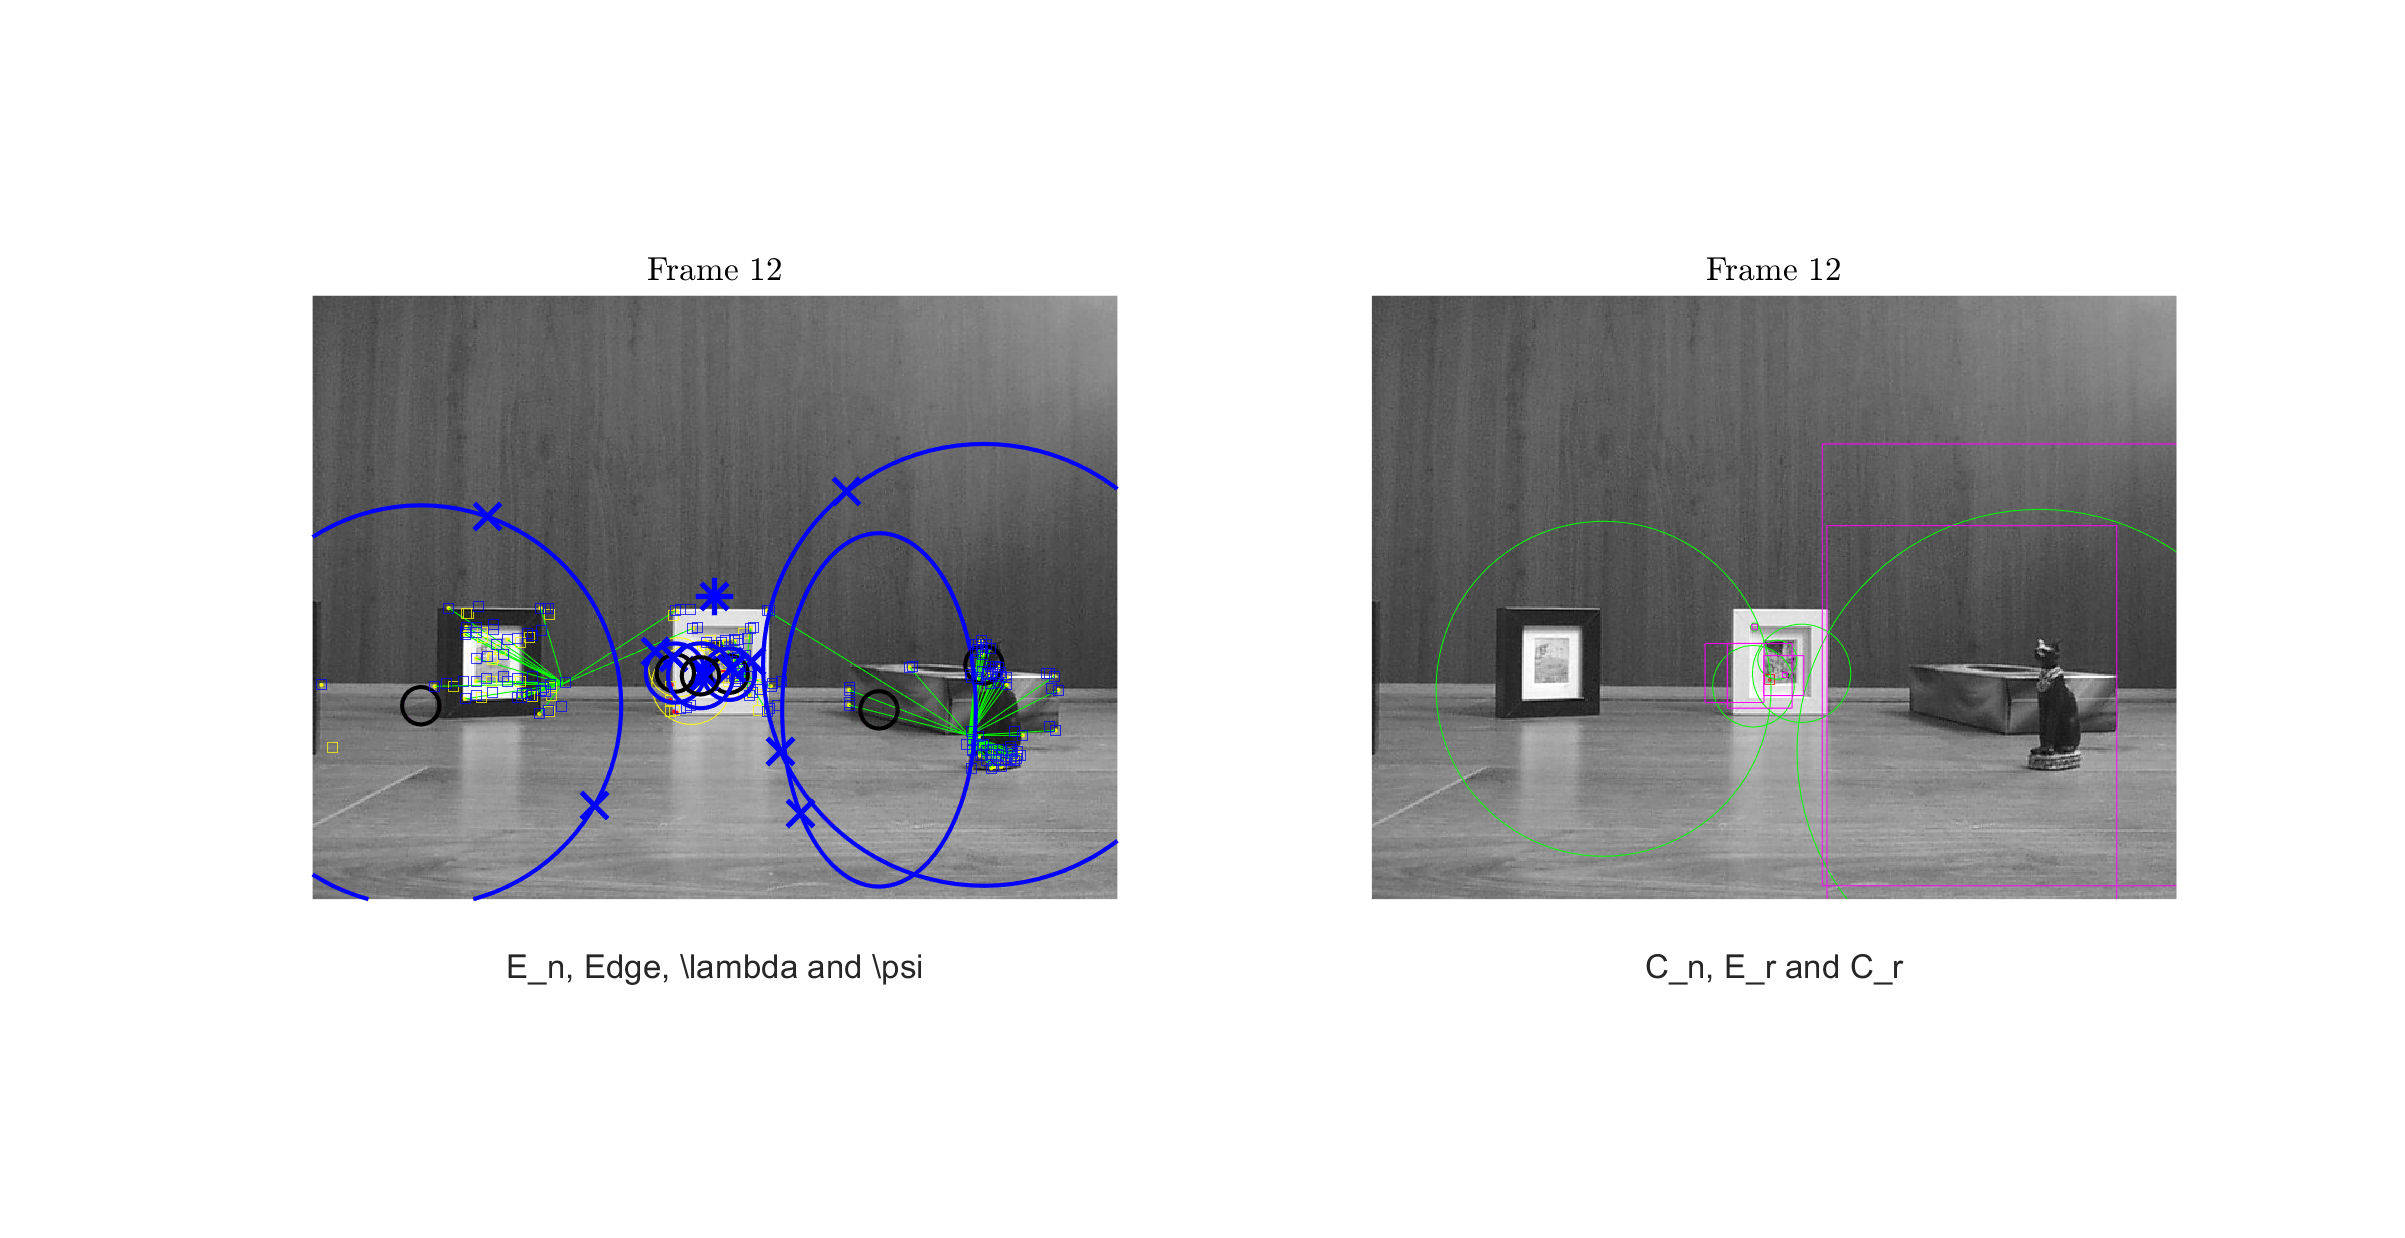 Frame 12
Frame 12
E_n, Edge, \lambda and \psi
C_n, E_r and C_r